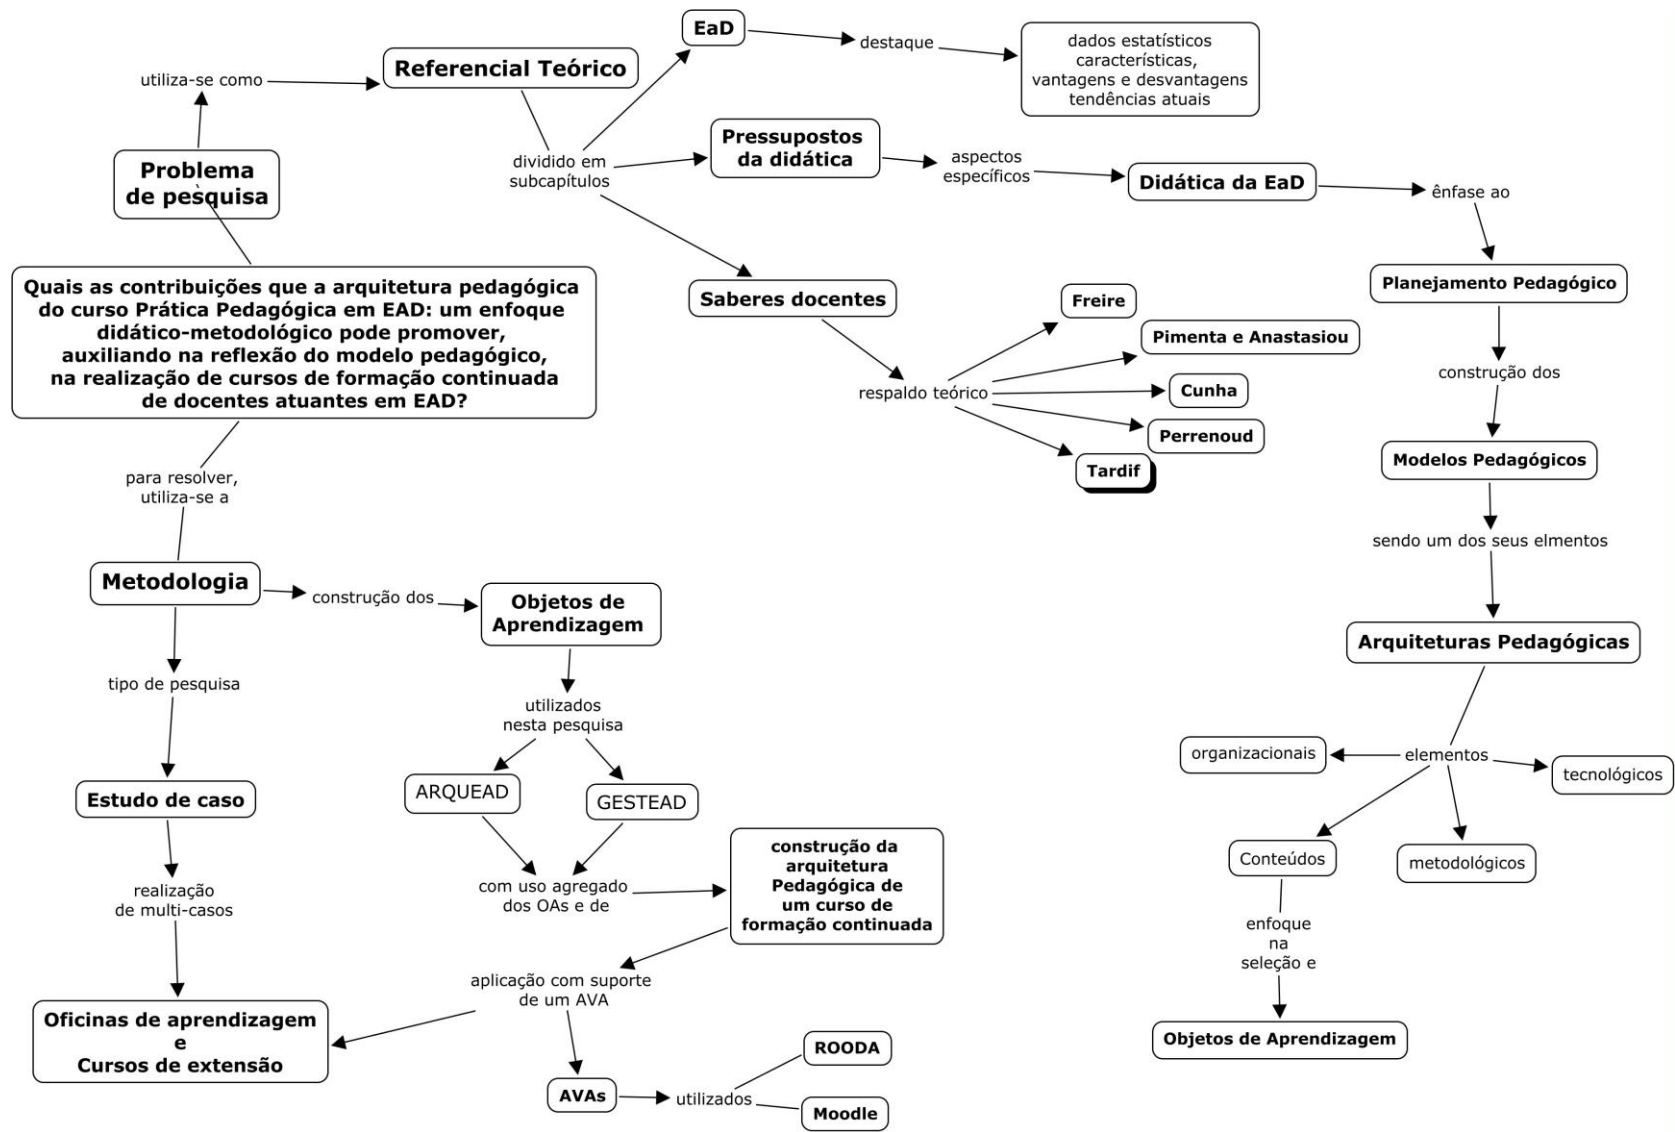 EaD
destaque
dados estatísticos
características,
vantagens e desvantagens
tendências atuais
utiliza-se como
Referencial Teórico
Problema
de pesquisa
dividido em
subcapítulos
Pressupostos
da didática
aspectos
específicos
Didática da EaD
ênfase ao
Quais as contribuições que a arquitetura pedagógica
do curso Prática Pedagógica em EAD: um enfoque
didático-metodológico pode promover,
auxiliando na reflexão do modelo pedagógico,
na realização de cursos de formação continuada
de docentes atuantes em EAD?
Saberes docentes
respaldo teórico
Freire
Pimenta e Anastasiou
Cunha
Perrenoud
Tardif
Planejamento Pedagógico
construção dos
Modelos Pedagógicos
sendo um dos seus elmentos
Arquiteturas Pedagógicas
elementos
organizacionais
tecnológicos
Conteúdos
metodológicos
enfoque
na
seleção e
Objetos de Aprendizagem
para resolver,
utiliza-se a
Metodologia
construção dos
Objetos de
Aprendizagem
tipo de pesquisa
utilizados
nesta pesquisa
Estudo de caso
ARQUEAD
GESTEAD
realização
de multi-casos
com uso agregado
dos OAs e de
construção da
arquitetura
Pedagógica de
um curso de
formação continuada
aplicação com suporte
de um AVA
Oficinas de aprendizagem
e
Cursos de extensão
AVAs
utilizados
ROODA
Moodle